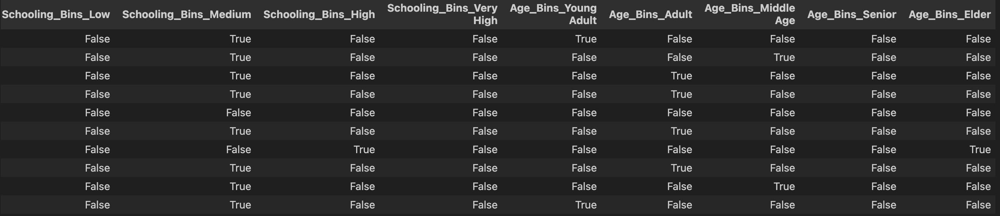 Schooling_Bins_Low Schooling_Bins_Medium Schooling_Bins_High Schooling_Bins_Very High Age_Bins_Young Adult Age_Bins_Adult Age_Bins_Middle Age Age_Bins_Senior Age_Bins_Elder
False True False False True False False False False
False True False False False False True False False
False True False False False True False False False
False True False False False True False False False
False False False False False False False False False
False True False False False True False False False
False False True False False False False False True
False True False False False True False False False
False True False False False False True False False
False True False False True False False False False